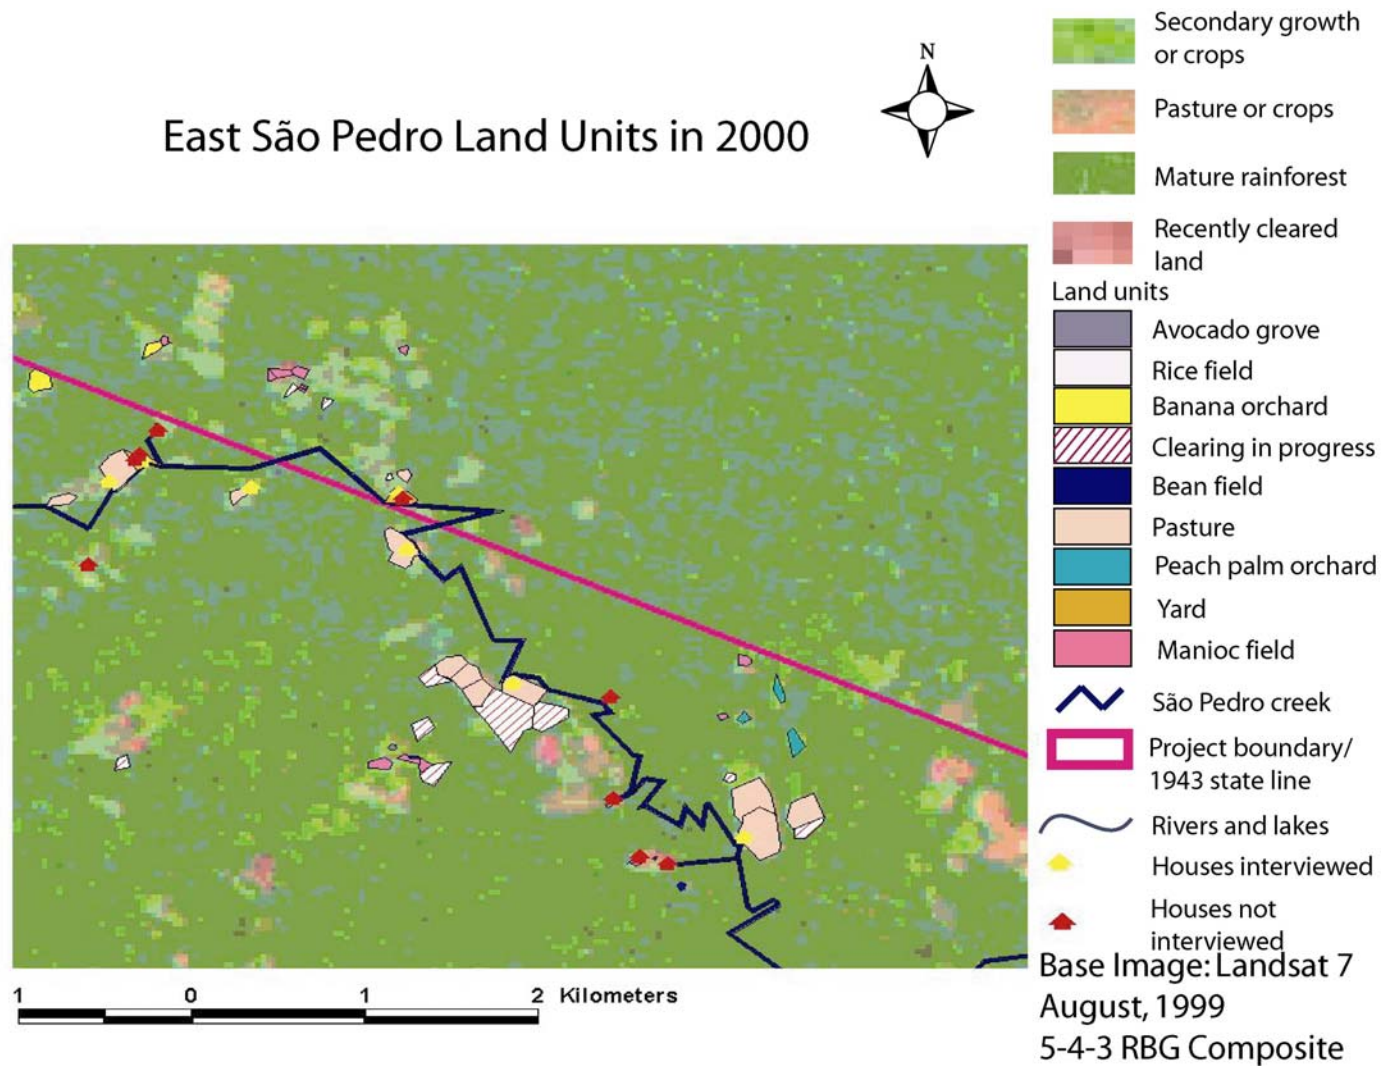 East São Pedro Land Units in 2000
N
Secondary growth
or crops
Pasture or crops
Mature rainforest
Recently cleared
land
Land units
Avocado grove
Rice field
Banana orchard
Clearing in progress
Bean field
Pasture
Peach palm orchard
Yard
Manioc field
São Pedro creek
Project boundary/
1943 state line
Rivers and lakes
Houses interviewed
Houses not
interviewed
Base Image: Landsat 7
August, 1999
5-4-3 RBG Composite
1 0 1 2 Kilometers